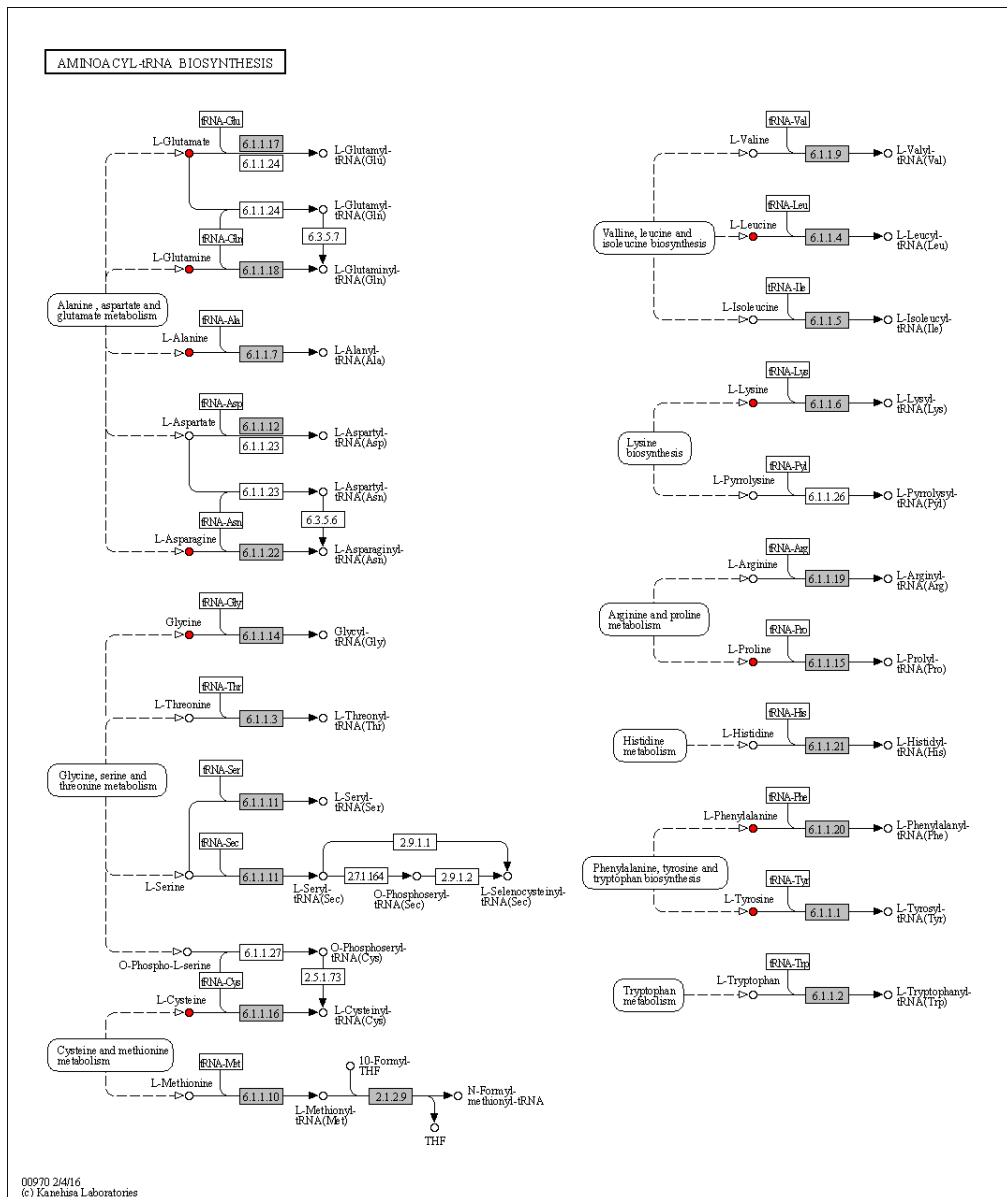 AMINOACYL-tRNA BIOSYNTHESIS
tRNA-Glu
L-Glutamate
6.1.1.17
6.1.1.24
L-Glutamyl-
tRNA(Glu)
6.1.1.24
L-Glutamyl-
tRNA(Gln)
tRNA-Gln
6.3.5.7
L-Glutamine
6.1.1.18
L-Glutaminyl-
tRNA(Gln)
Alanine , aspartate and
glutamate metabolism
tRNA-Ala
L-Alanine
6.1.1.7
L-Alanyl-
tRNA(Ala)
tRNA-Asp
L-Aspartate
6.1.1.12
6.1.1.23
L-Aspartyl-
tRNA(Asp)
6.1.1.23
L-Aspartyl-
tRNA(Asn)
tRNA-Asn
6.3.5.6
L-Asparagine
6.1.1.22
L-Asparaginyl-
tRNA(Asn)
tRNA-Gly
Glycine
6.1.1.14
Glycyl-
tRNA(Gly)
tRNA-Thr
L-Threonine
6.1.1.3
L-Threonyl-
tRNA(Thr)
Glycine, serine and
threonine metabolism
tRNA-Ser
6.1.1.11
L-Seryl-
tRNA(Ser)
tRNA-Sec
L-Serine
6.1.1.11
L-Seryl-
tRNA(Sec)
2.9.1.1
2.7.1.164
O-Phosphoseryl-
tRNA(Sec)
2.9.1.2
L-Selenocysteinyl-
tRNA(Sec)
O-Phospho-L-serine
6.1.1.27
O-Phosphoseryl-
tRNA(Cys)
tRNA-Cys
2.5.1.73
L-Cysteine
6.1.1.16
L-Cysteinyl-
tRNA(Cys)
Cysteine and methionine
metabolism
tRNA-Met
L-Methionine
6.1.1.10
L-Methionyl-
tRNA(Met)
10-Formyl-
THF
2.1.2.9
N-Formyl-
methionyl-tRNA
THF
tRNA-Val
L-Valine
6.1.1.9
L-Valyl-
tRNA(Val)
Valline, leucine and
isoleucine biosynthesis
tRNA-Leu
L-Leucine
6.1.1.4
L-Leucyl-
tRNA(Leu)
tRNA-Ile
L-Isoleucine
6.1.1.5
L-Isoleucyl-
tRNA(Ile)
tRNA-Lys
L-Lysine
6.1.1.6
L-Lysyl-
tRNA(Lys)
Lysine
biosynthesis
tRNA-Pyl
L-Pyrrolysine
6.1.1.26
L-Pyrrolysyl-
tRNA(Pyl)
tRNA-Arg
L-Arginine
6.1.1.19
L-Arginyl-
tRNA(Arg)
Arginine and proline
metabolism
tRNA-Pro
L-Proline
6.1.1.15
L-Prolyl-
tRNA(Pro)
tRNA-His
L-Histidine
Histidine
metabolism
6.1.1.21
L-Histidyl-
tRNA(His)
tRNA-Phe
L-Phenylalanine
6.1.1.20
L-Phenylalanyl-
tRNA(Phe)
Phenylalanine, tyrosine and
tryptophan biosynthesis
tRNA-Tyr
L-Tyrosine
6.1.1.1
L-Tyrosyl-
tRNA(Tyr)
tRNA-Trp
L-Tryptophan
Tryptophan
metabolism
6.1.1.2
L-Tryptophanyl-
tRNA(Trp)
00970 2/4/16
(c) Kanehisa Laboratories